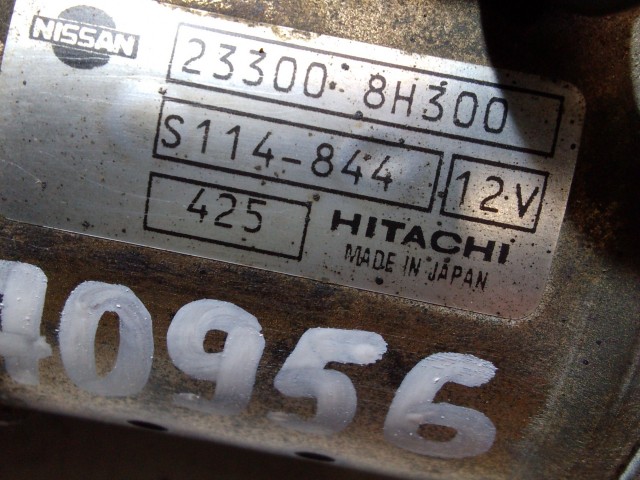 NISSAN
23300 8H300
S114-844 12V
425 HITACHI
MADE IN JAPAN
40956